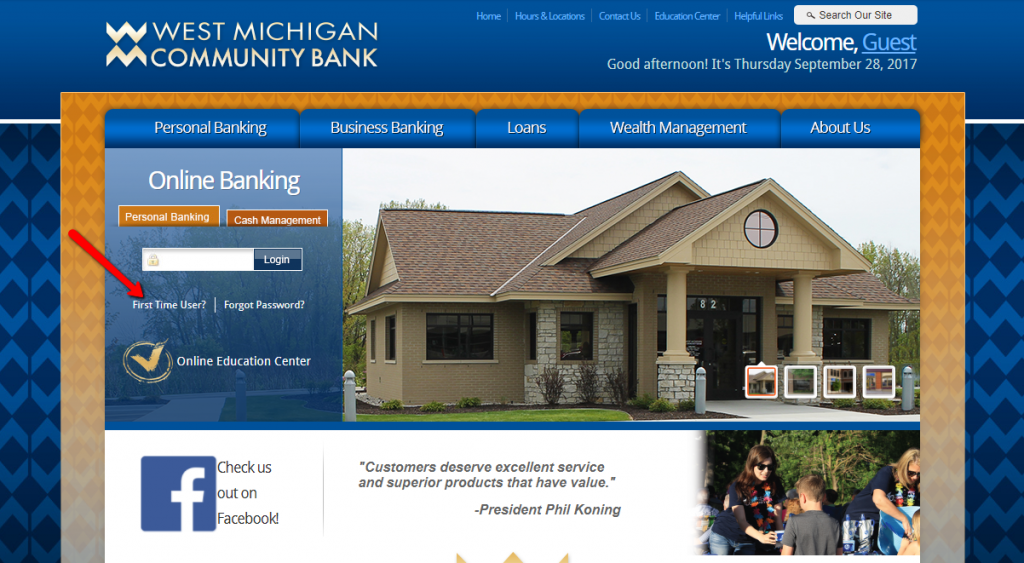 WEST MICHIGAN
COMMUNITY BANK
Home
Hours & Locations
Contact Us
Education Center
Helpful Links
Search Our Site
Welcome, Guest
Good afternoon! It's Thursday September 28, 2017
Personal Banking
Business Banking
Loans
Wealth Management
About Us
Online Banking
Personal Banking
Cash Management
Login
First Time User?
Forgot Password?
Online Education Center
8 2
Check us
out on
Facebook!
"Customers deserve excellent service
and superior products that have value."
-President Phil Koning